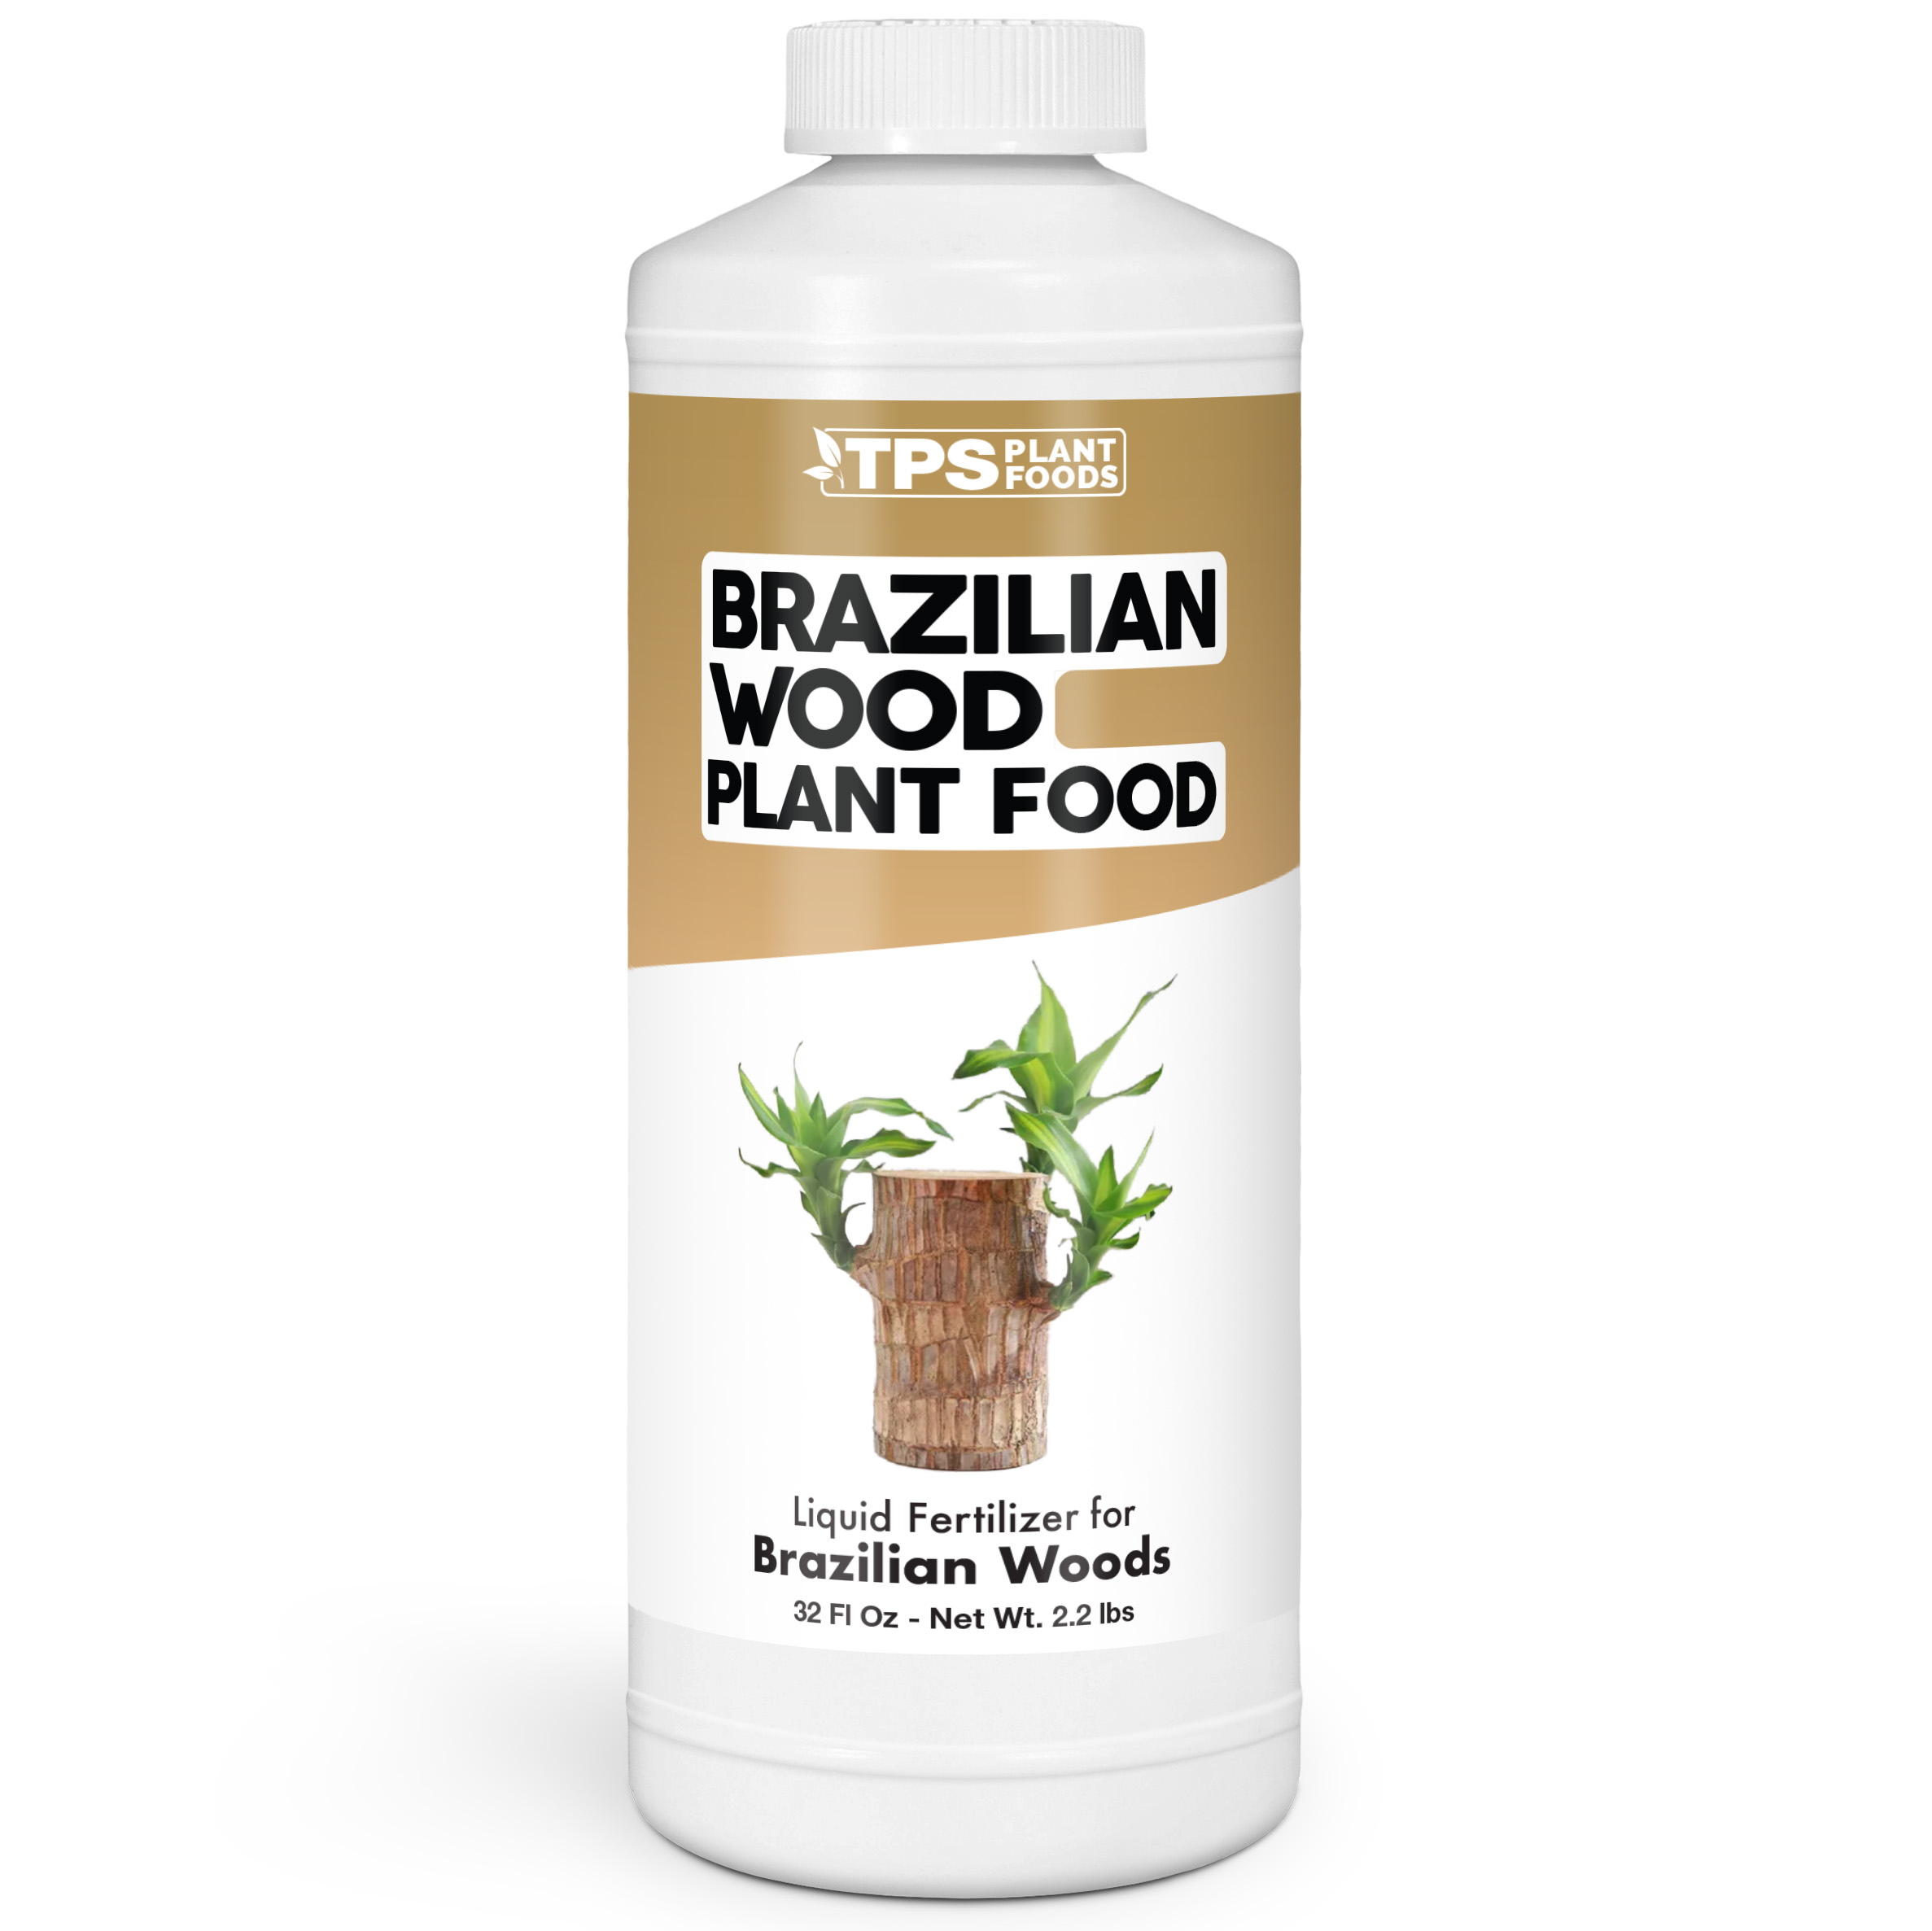 TPS PLANT FOODS
BRAZILIAN
WOOD
PLANT FOOD
Liquid Fertilizer for
Brazilian Woods
32 Fl Oz - Net Wt. 2.2 lbs